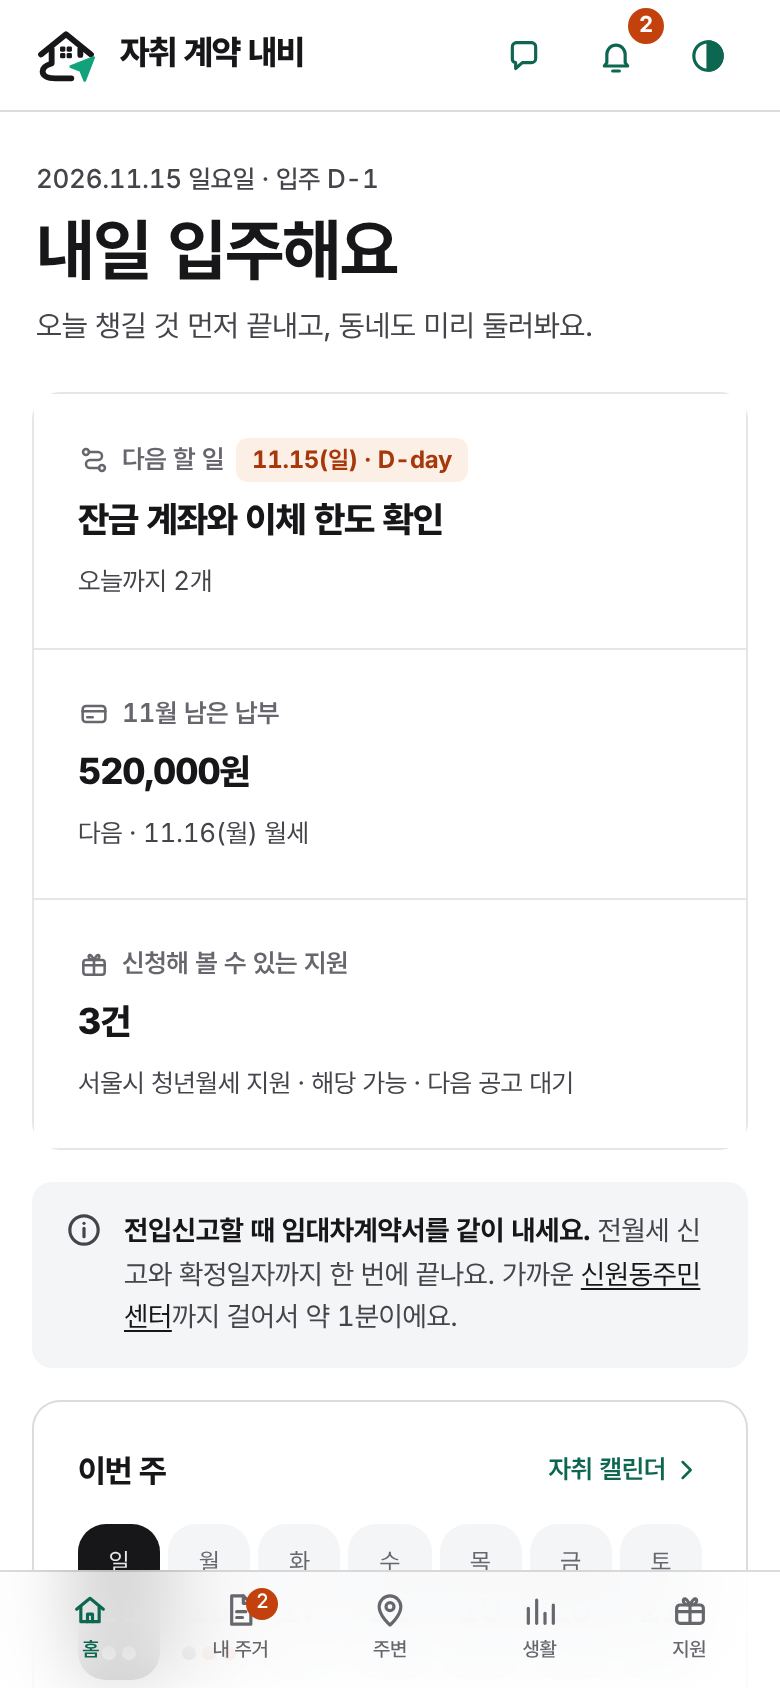 자취 계약 내비
2
2026.11.15 일요일 · 입주 D-1
내일 입주해요
오늘 챙길 것 먼저 끝내고, 동네도 미리 둘러봐요.
다음 할 일 11.15(일) · D-day
잔금 계좌와 이체 한도 확인
오늘까지 2개
11월 남은 납부
520,000원
다음 · 11.16(월) 월세
신청해 볼 수 있는 지원
3건
서울시 청년월세 지원 · 해당 가능 · 다음 공고 대기
전입신고할 때 임대차계약서를 같이 내세요. 전월세 신
고와 확정일자까지 한 번에 끝나요. 가까운 신원동주민
센터까지 걸어서 약 1분이에요.
이번 주 자취 캘린더
일 월 화 수 목 금 토
2
홈 내 주거 주변 생활 지원